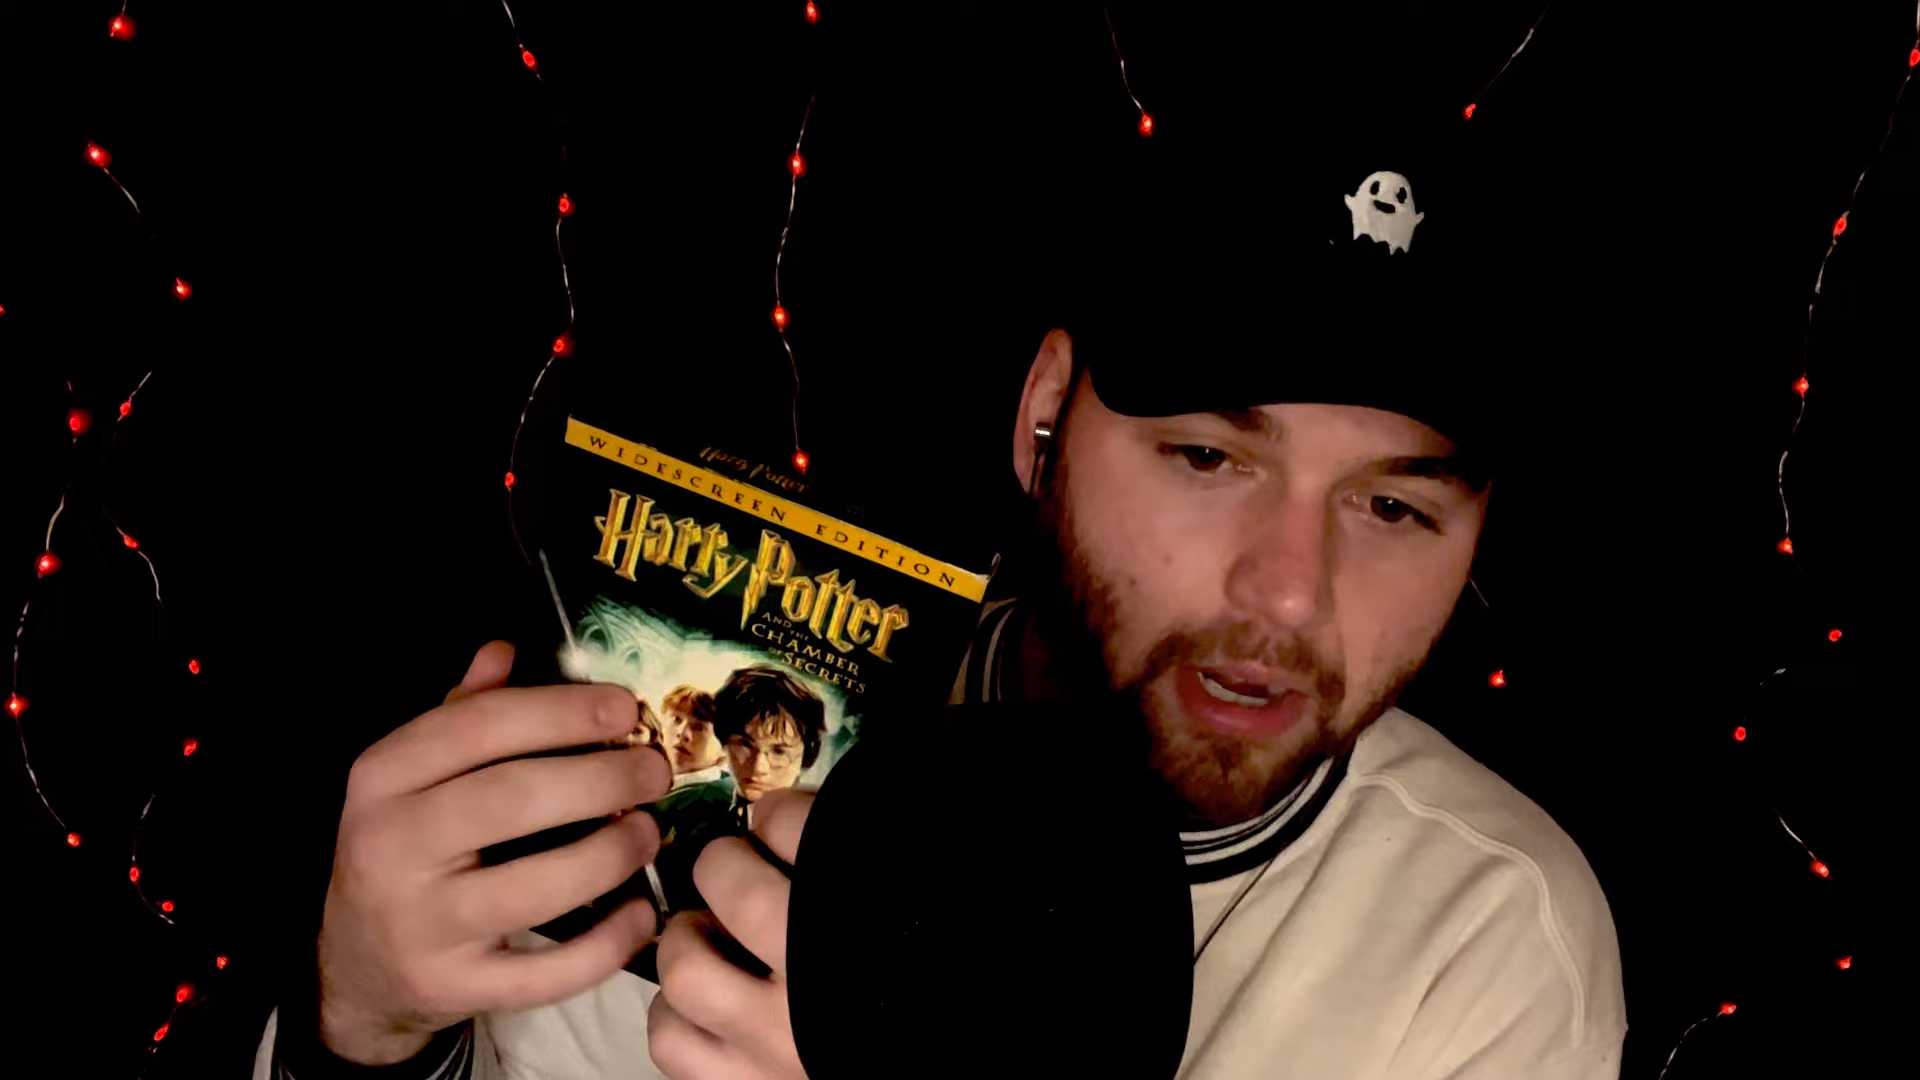 Harry Potter
WIDESCREEN EDITION
Harry Potter
AND THE
CHAMBER
OF SECRETS